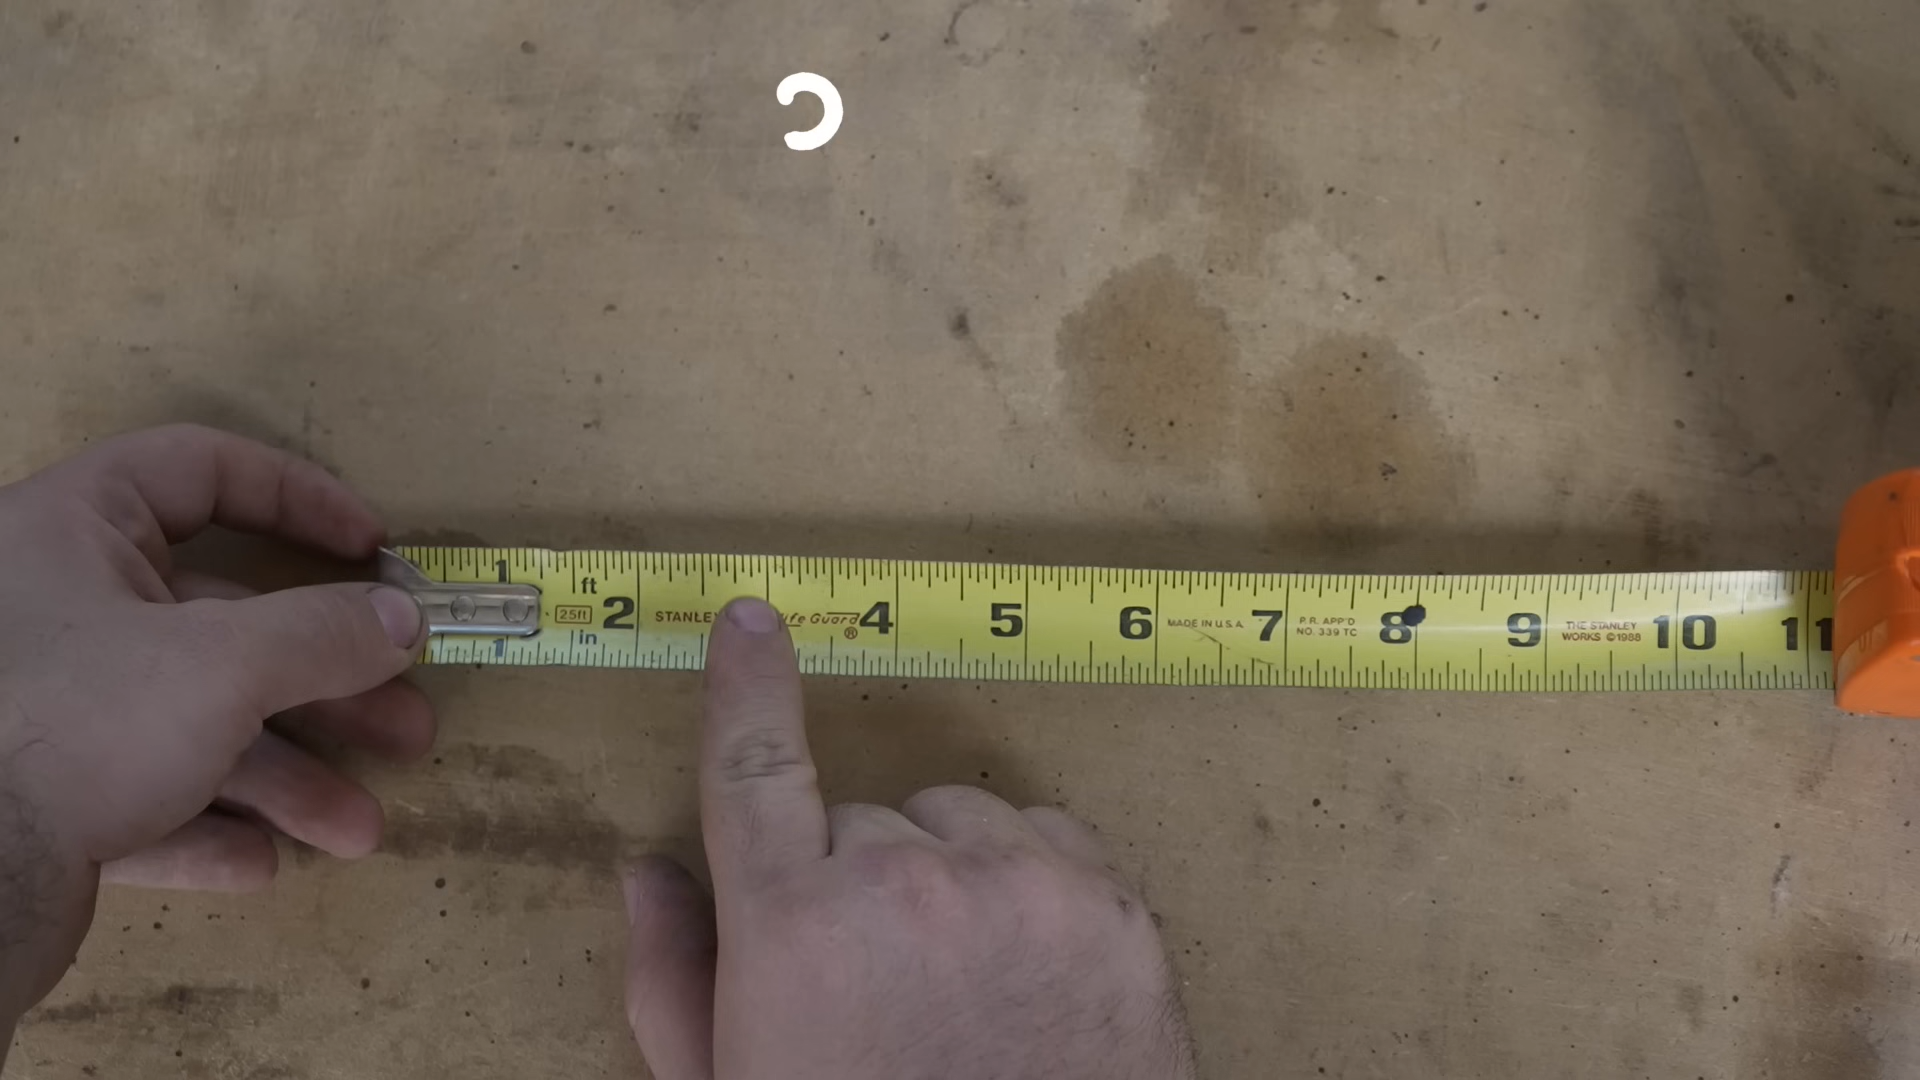 1 ft
25ft 2 STANLEY ife Guard® 4 5 6 MADE IN U.S.A. 7 P.R. APP'D 8 9 THE STANLEY 10 11
NO. 339 TC WORKS ©1988
1 in